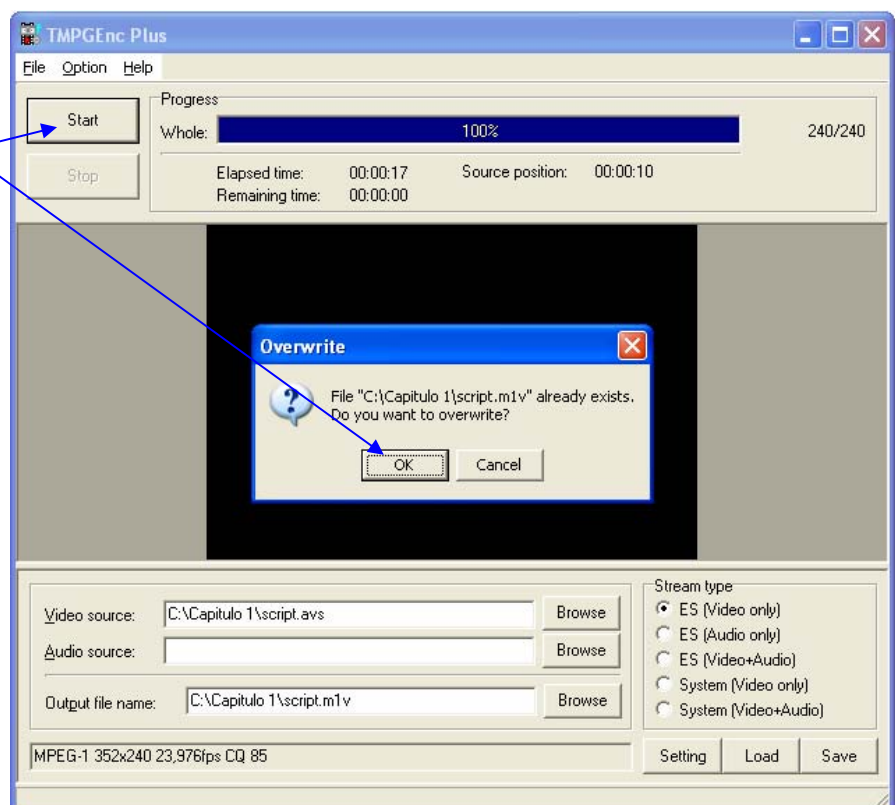 TMPGEnc Plus
File Option Help
Start
Stop
Progress
Whole: 100% 240/240
Elapsed time: 00:00:17 Source position: 00:00:10
Remaining time: 00:00:00
Overwrite
File "C:\Capitulo 1\script.m1v" already exists.
Do you want to overwrite?
OK Cancel
Video source: C:\Capitulo 1\script.avs Browse
Audio source: Browse
Output file name: C:\Capitulo 1\script.m1v Browse
Stream type
ES (Video only)
ES (Audio only)
ES (Video+Audio)
System (Video only)
System (Video+Audio)
MPEG-1 352x240 23,976fps CQ 85
Setting Load Save